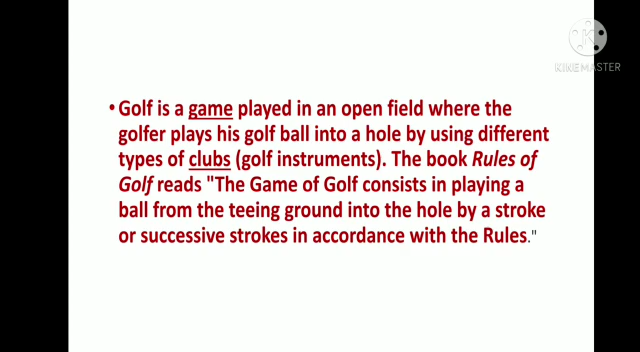 KINEMASTER
• Golf is a game played in an open field where the
golfer plays his golf ball into a hole by using different
types of clubs (golf instruments). The book Rules of
Golf reads "The Game of Golf consists in playing a
ball from the teeing ground into the hole by a stroke
or successive strokes in accordance with the Rules."